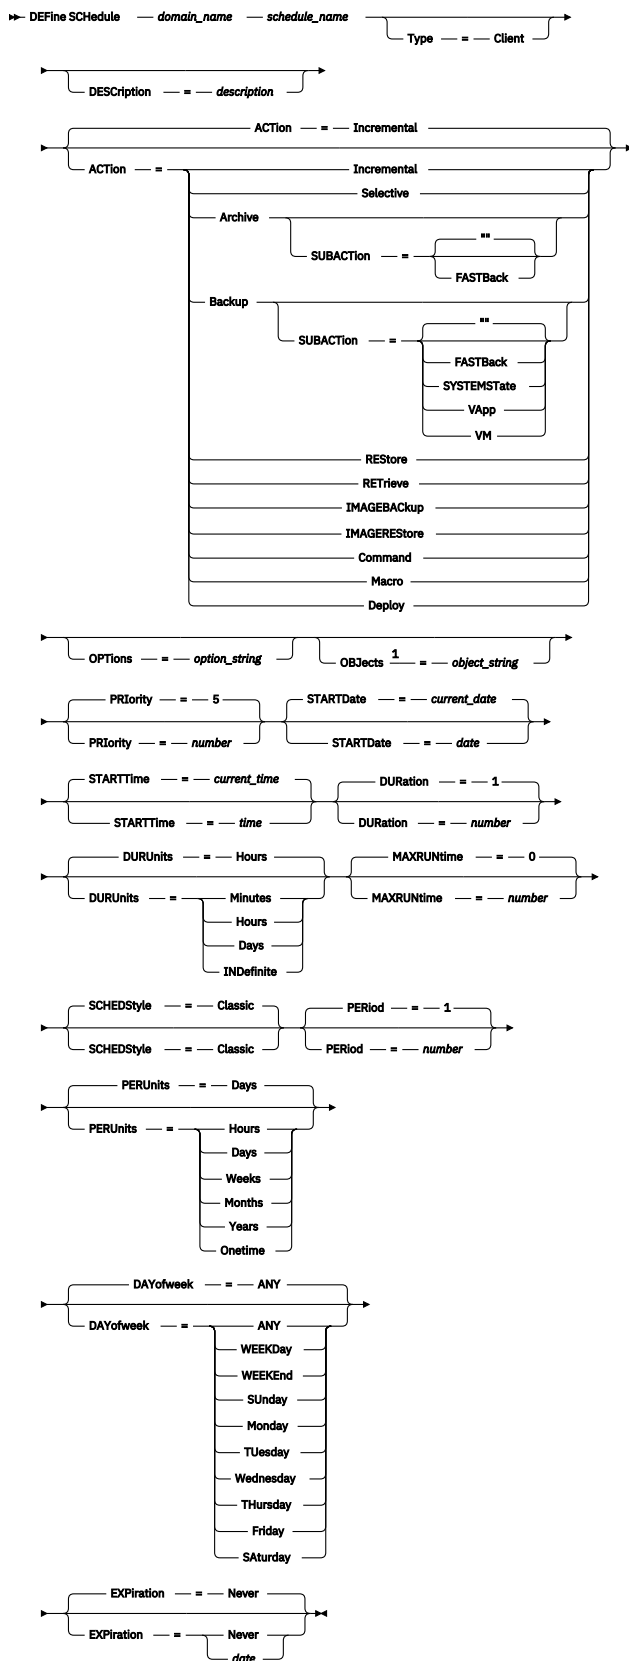 DEFine SCHedule domain_name schedule_name
Type = Client
DESCription = description
ACTion = Incremental
ACTion = Incremental
Selective
Archive
""
SUBACTion =
FASTBack
Backup
""
SUBACTion =
FASTBack
SYSTEMSTate
VApp
VM
REStore
RETrieve
IMAGEBACkup
IMAGEREStore
Command
Macro
Deploy
OPTions = option_string OBJects 1 = object_string
PRIority = 5 STARTDate = current_date
PRIority = number STARTDate = date
STARTTime = current_time DURation = 1
STARTTime = time DURation = number
DURUnits = Hours MAXRUNtime = 0
DURUnits = Minutes MAXRUNtime = number
Hours
Days
INDefinite
SCHEDStyle = Classic PERiod = 1
SCHEDStyle = Classic PERiod = number
PERUnits = Days
PERUnits = Hours
Days
Weeks
Months
Years
Onetime
DAYofweek = ANY
DAYofweek = ANY
WEEKDay
WEEKEnd
SUnday
Monday
TUesday
Wednesday
THursday
Friday
SAturday
EXPiration = Never
EXPiration = Never
date